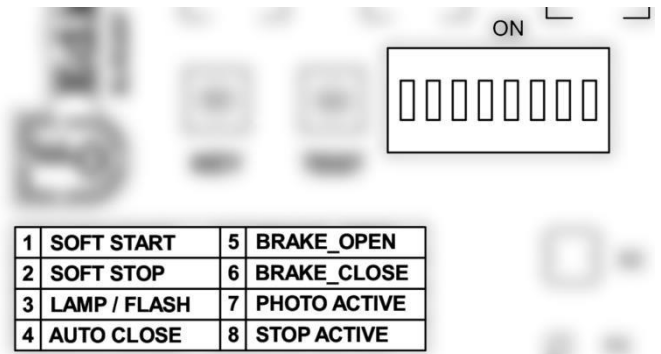 ON
1 SOFT START 5 BRAKE_OPEN
2 SOFT STOP 6 BRAKE_CLOSE
3 LAMP / FLASH 7 PHOTO ACTIVE
4 AUTO CLOSE 8 STOP ACTIVE